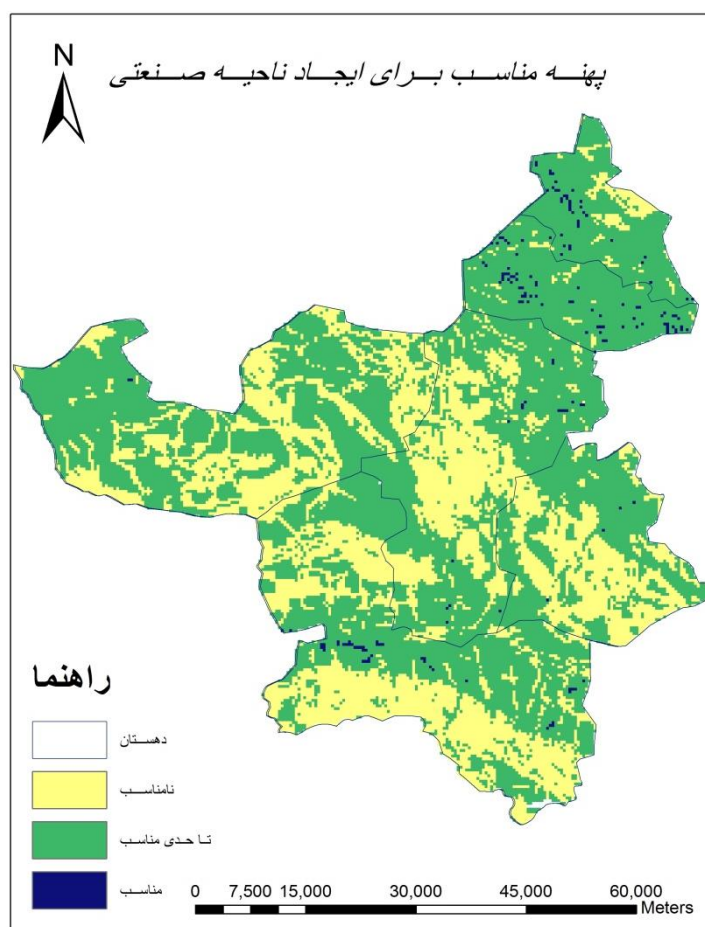 N
پهنه مناسب برای ایجاد ناحیه صنعتی
راهنما
دهستان
نامناسب
تا حدی مناسب
مناسب
0 7,500 15,000 30,000 45,000 60,000
Meters